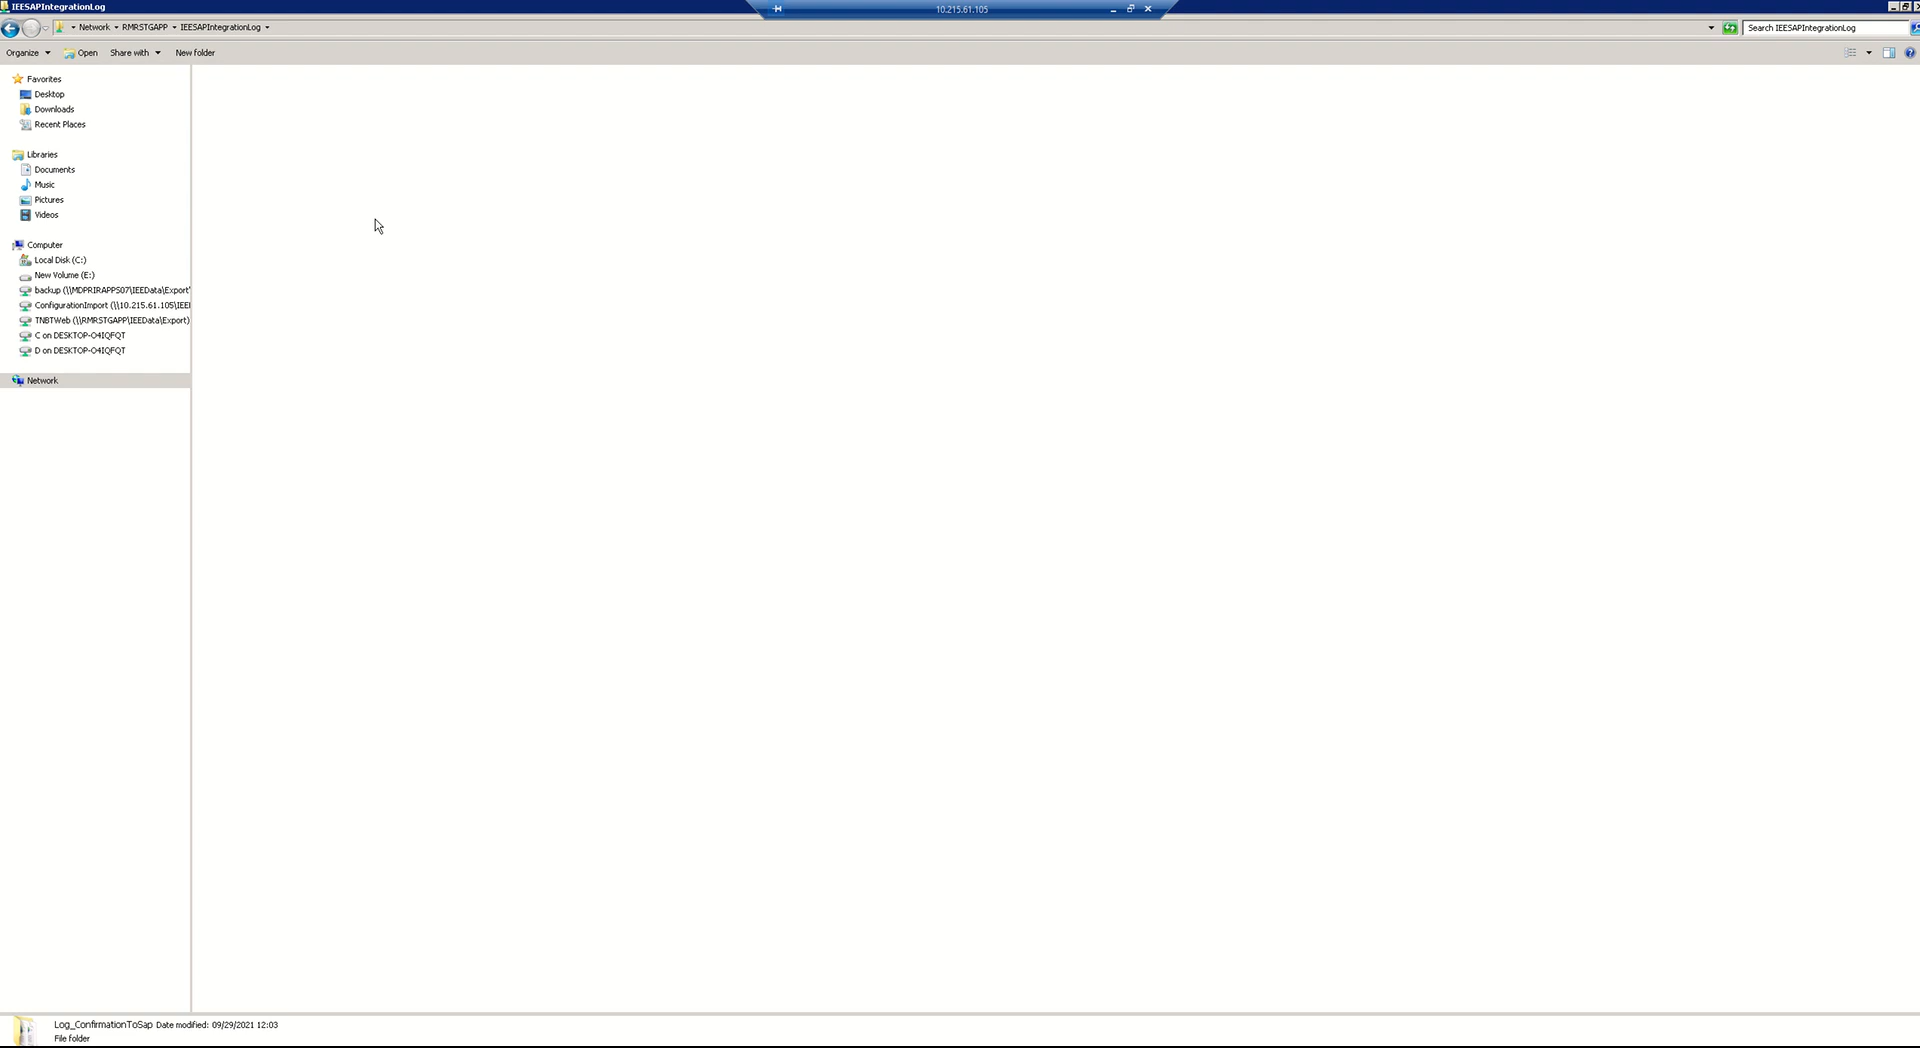 IEESAPIntegrationLog
10.215.61.105
Network RMRSTGAPP IEESAPIntegrationLog
Search IEESAPIntegrationLog
Organize Open Share with New folder
Favorites
Desktop
Downloads
Recent Places
Libraries
Documents
Music
Pictures
Videos
Computer
Local Disk (C:)
New Volume (E:)
backup (\\MDPRIRAPPS07\IEEData\Export'
ConfigurationImport (\\10.215.61.105\IEE
TNBTWeb (\\RMRSTGAPP\IEEData\Export)
C on DESKTOP-O4IQFQT
D on DESKTOP-O4IQFQT
Network
Log_ConfirmationToSap Date modified: 09/29/2021 12:03
File folder